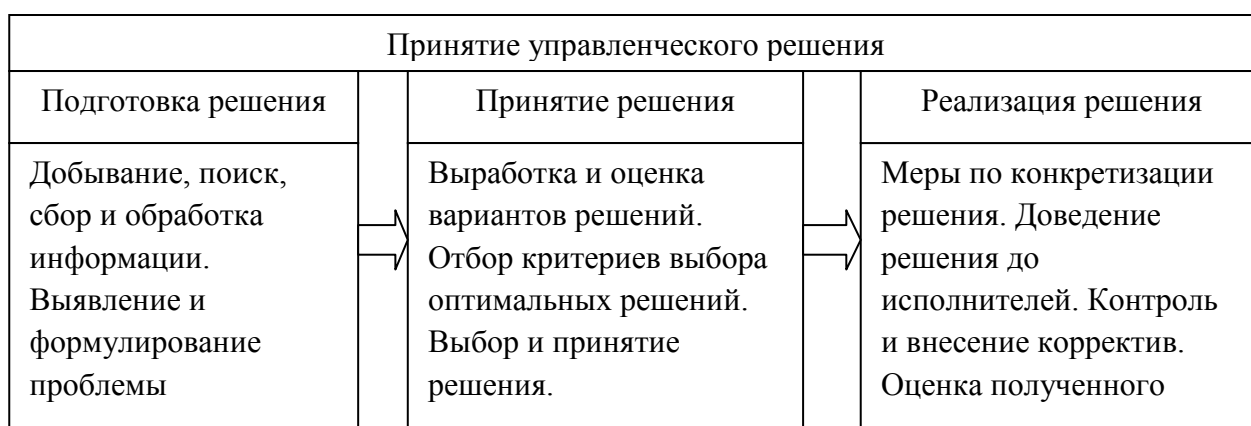 Принятие управленческого решения
Подготовка решения
Добывание, поиск,
сбор и обработка
информации.
Выявление и
формулирование
проблемы
Принятие решения
Выработка и оценка
вариантов решений.
Отбор критериев выбора
оптимальных решений.
Выбор и принятие
решения.
Реализация решения
Меры по конкретизации
решения. Доведение
решения до
исполнителей. Контроль
и внесение корректив.
Оценка полученного